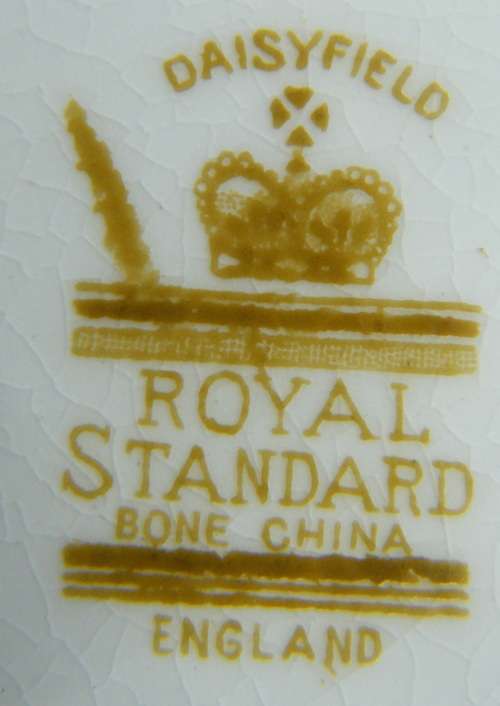 DAISYFIELD
ROYAL
STANDARD
BONE CHINA
ENGLAND